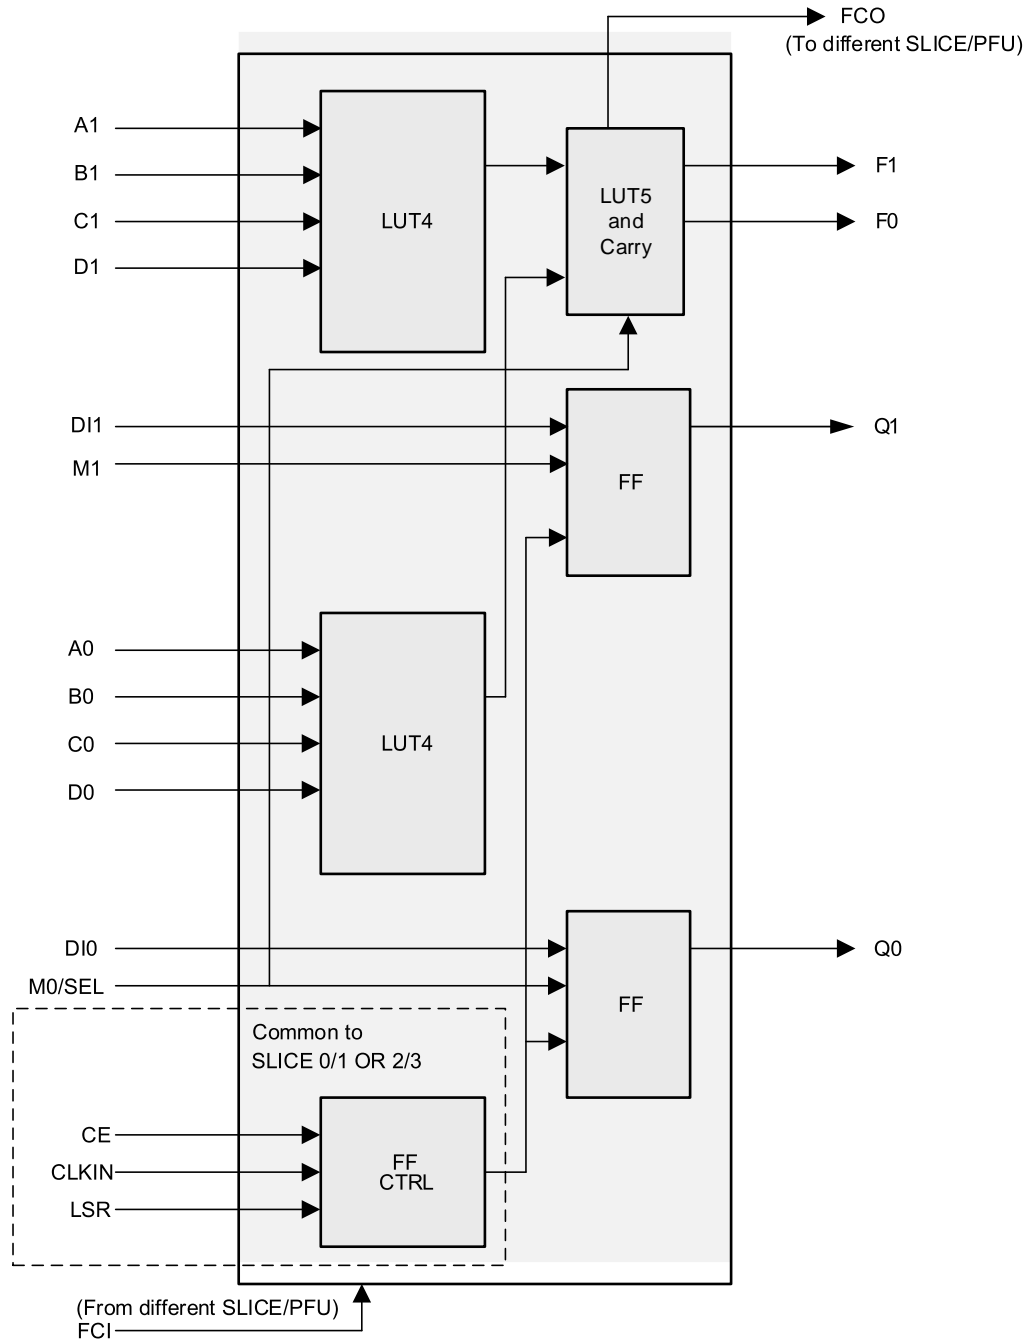 FCO
(To different SLICE/PFU)
A1
B1
C1
D1
LUT4
LUT5
and
Carry
F1
F0
DI1
M1
FF
Q1
A0
B0
C0
D0
LUT4
DI0
M0/SEL
FF
Q0
Common to
SLICE 0/1 OR 2/3
CE
CLKIN
LSR
FF
CTRL
(From different SLICE/PFU)
FCI